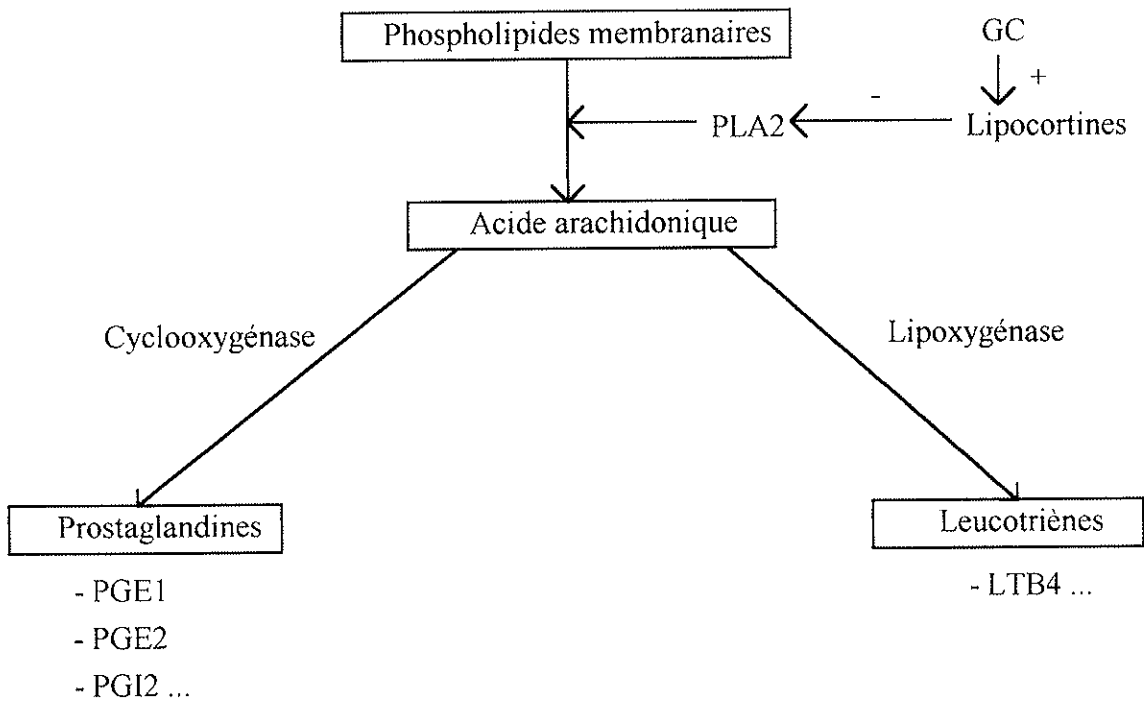 Phospholipides membranaires
GC
+
-
PLA2
Lipocortines
Acide arachidonique
Cyclooxygénase
Lipoxygénase
Prostaglandines
Leucotriènes
- PGE1
- LTB4 ...
- PGE2
- PGI2 ...